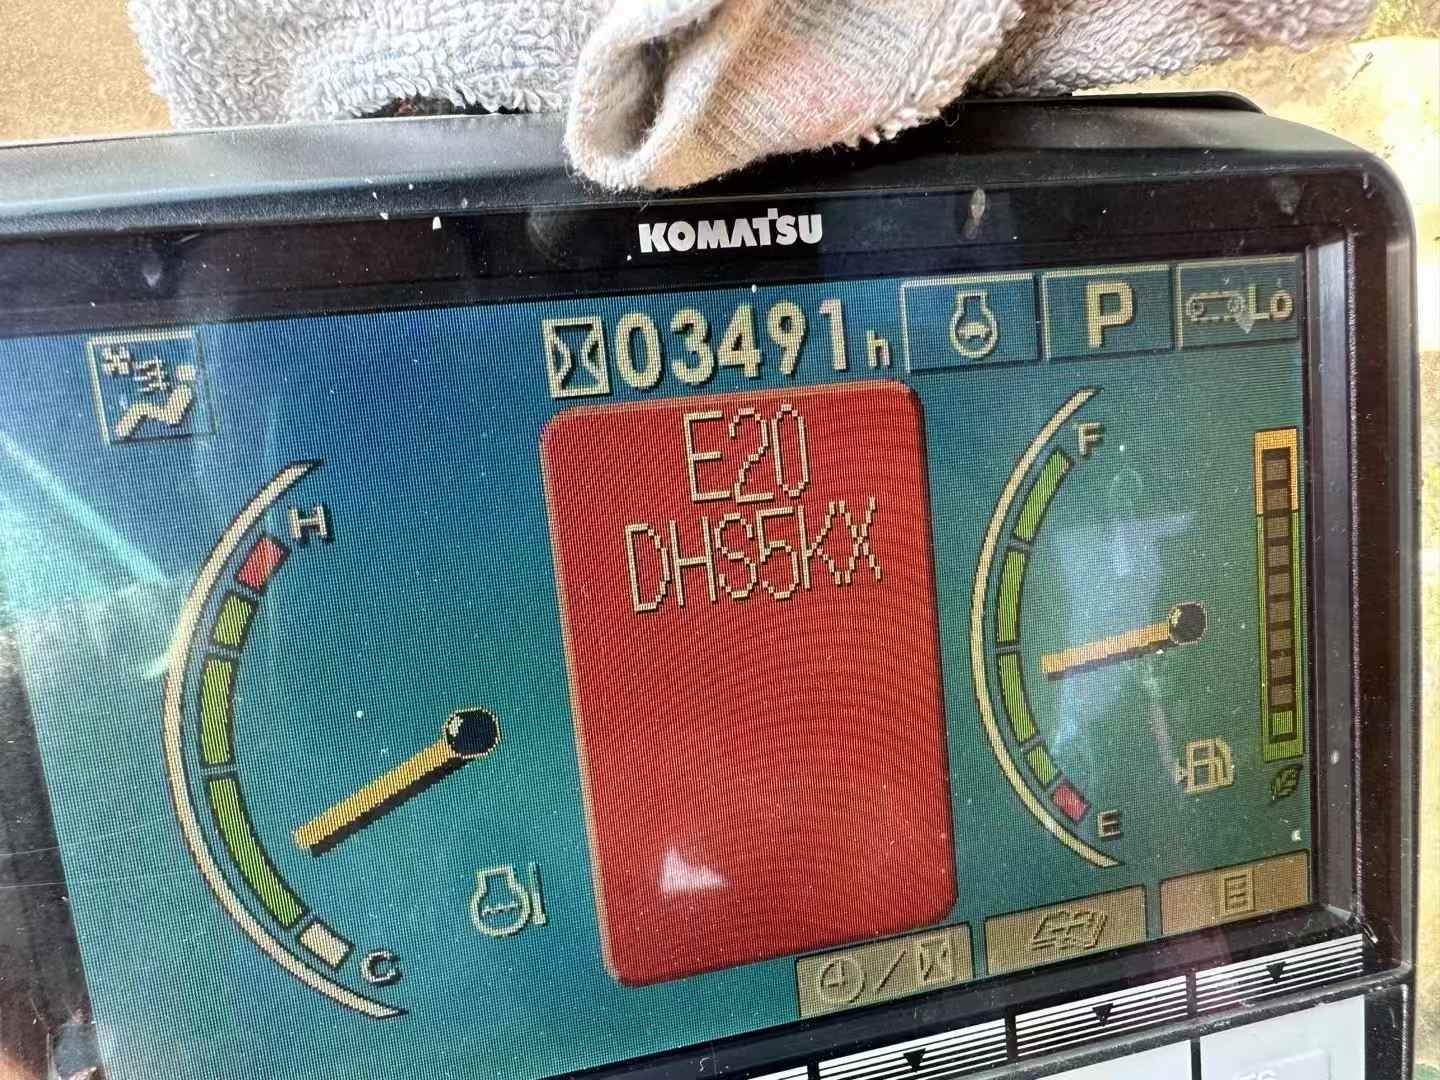 KOMATSU
03491h
P
Lo
E20
DHS5KX
H
F
C
E